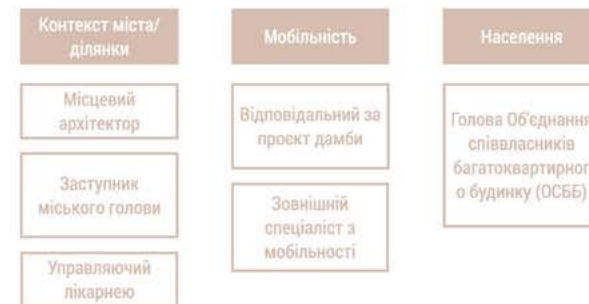 Контекст міста/
ділянки
Місцевий
архітектор
Заступник
міського голови
Управляючий
лікарнею
Мобільність
Відповідальний за
проєкт дамби
Зовнішній
спеціаліст з
мобільності
Населення
Голова Об'єднання
співвласників
багатоквартирног
о будинку (ОСББ)